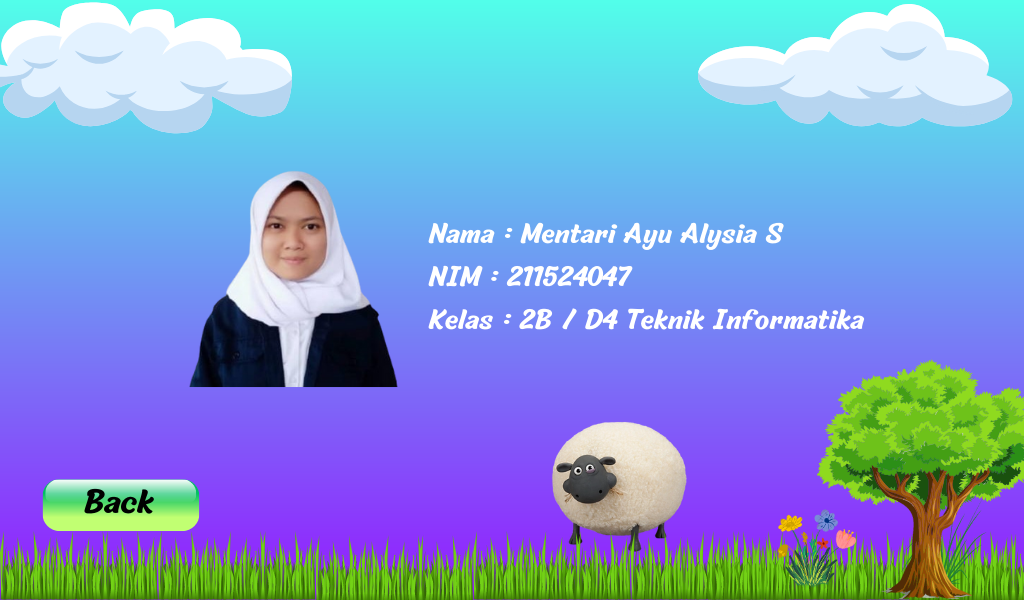 Nama : Mentari Ayu Alysia S
NIM : 211524047
Kelas : 2B / D4 Teknik Informatika
Back